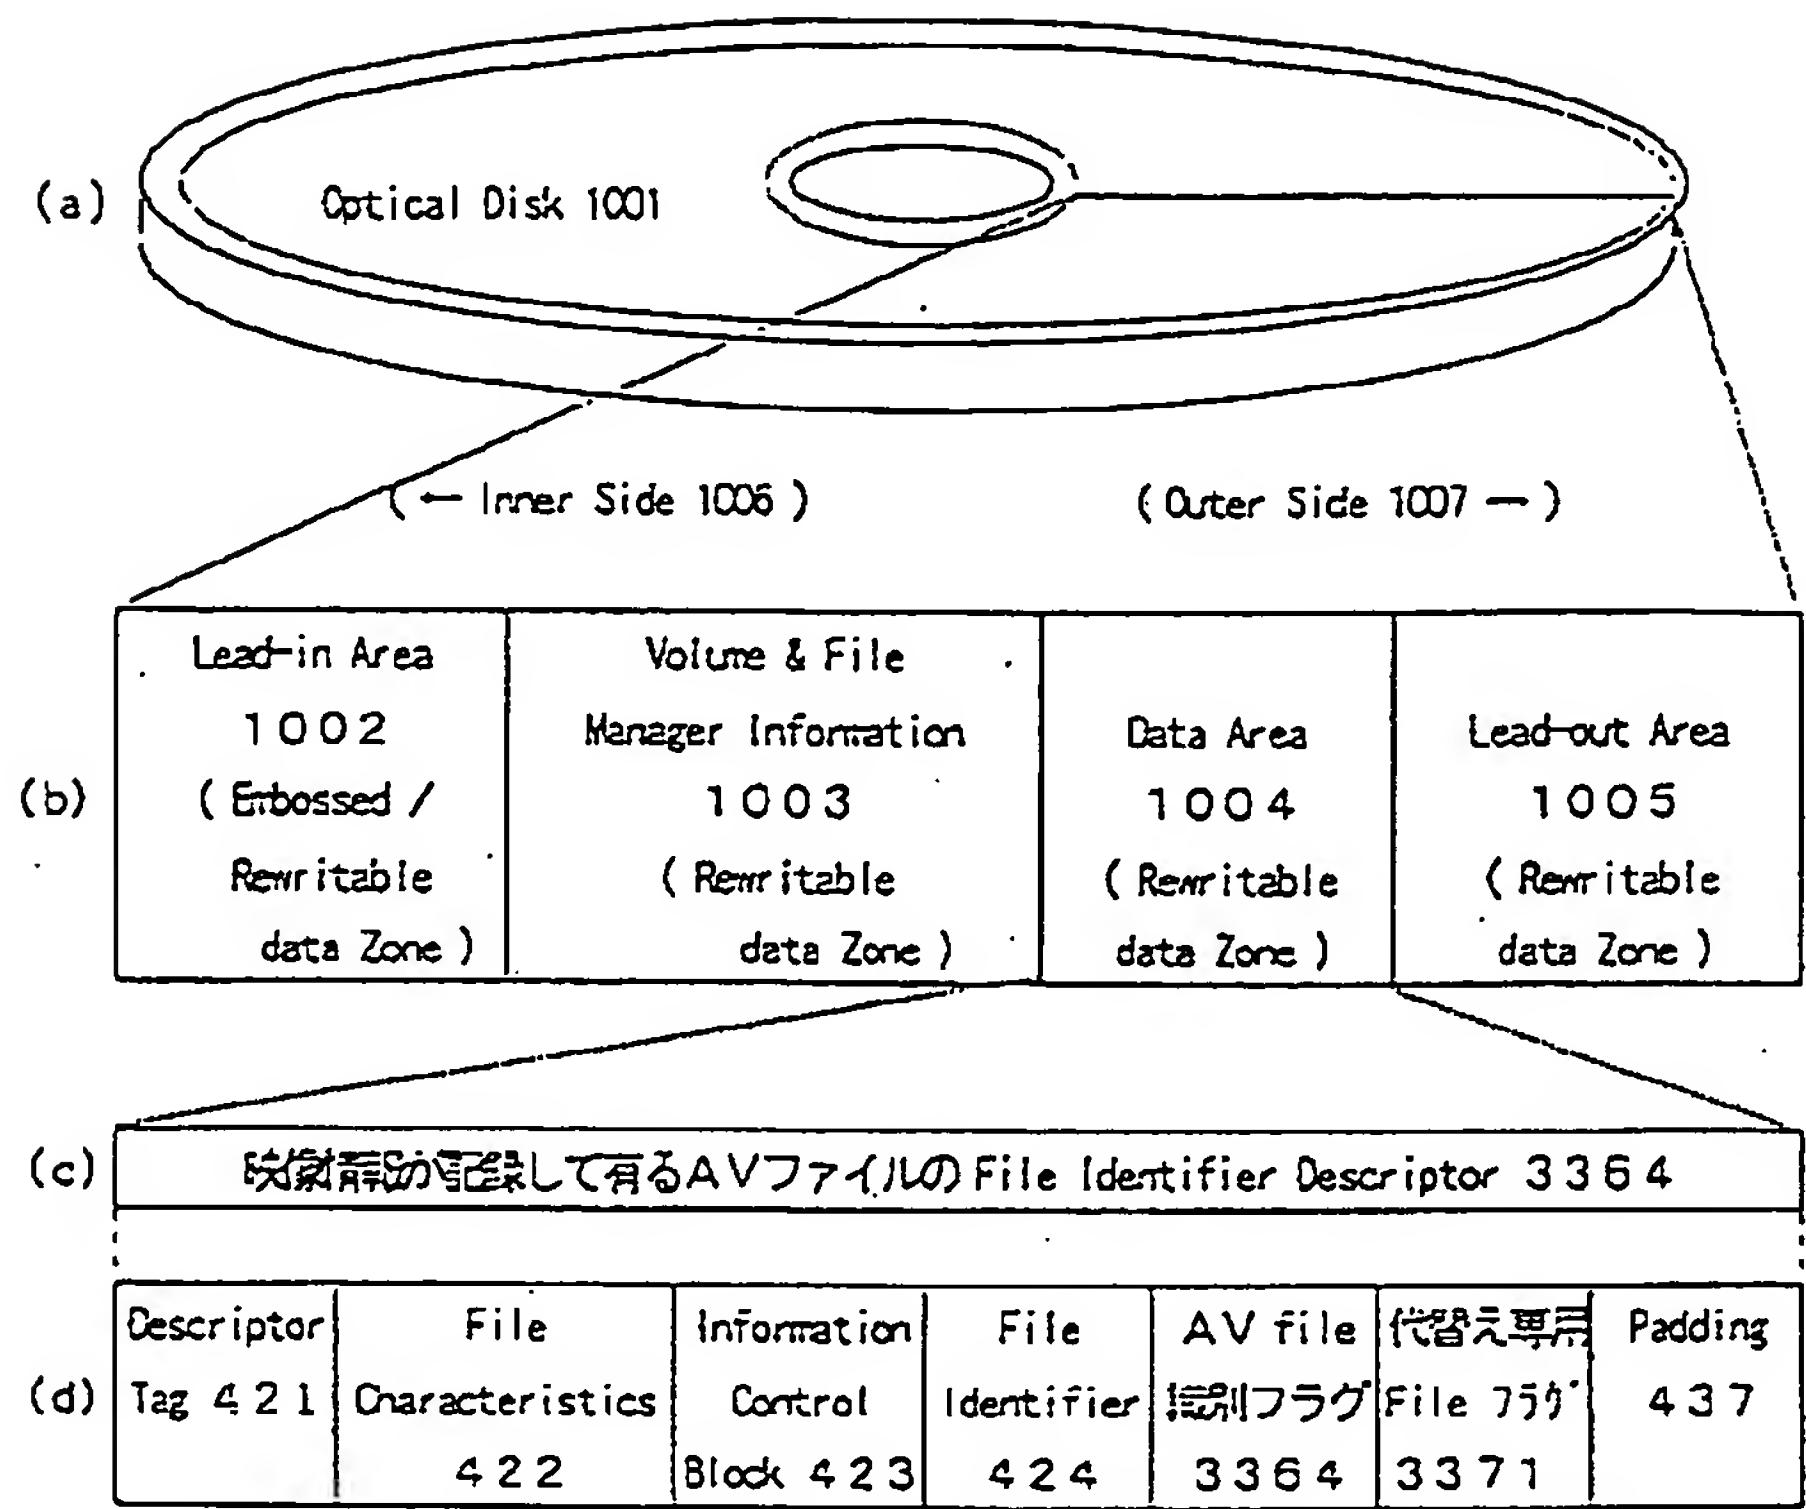 (a)
Optical Disk 1001
( ← Inner Side 1006 )
( Outer Side 1007 → )
(b)
Lead-in Area
1002
( Embossed /
Rewritable
data Zone )
Volume & File
Manager Information
1003
( Rewritable
data Zone )
Data Area
1004
( Rewritable
data Zone )
Lead-out Area
1005
( Rewritable
data Zone )
(c)
映像情報が記録して有るAVファイルの File Identifier Descriptor 3364
(d)
Descriptor
Tag 421
File
Characteristics
422
Information
Control
Block 423
File
Identifier
424
AV file
識別フラグ
3364
代替え専用
File フラグ
3371
Padding
437